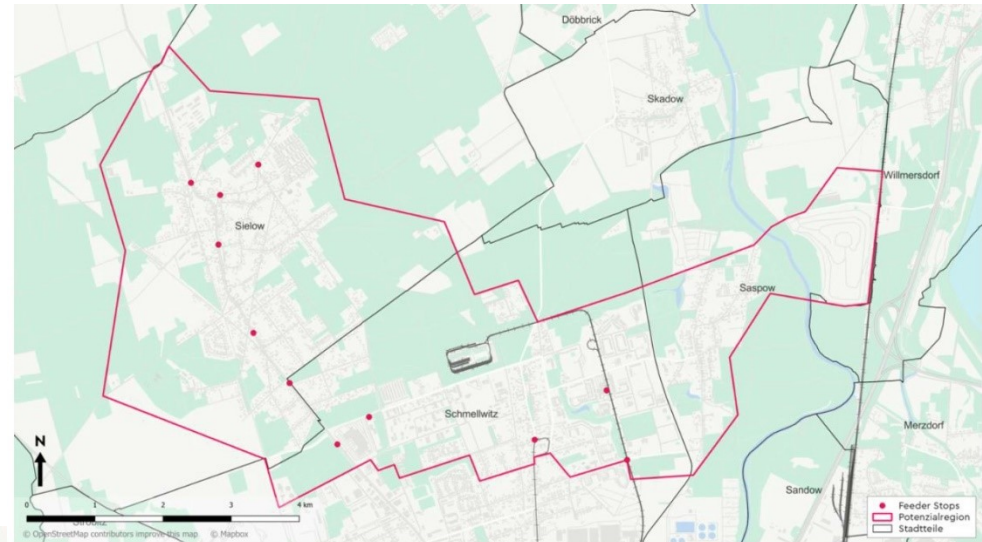 Döbbrick
Skadow
Willmersdorf
Sielow
Saspow
Schmellwitz
Merzdorf
N
Sandow
0 1 2 3 4 km
Ströbitz
© OpenStreetMap contributors improve this map © Mapbox
Feeder Stops
Potenzialregion
Stadtteile